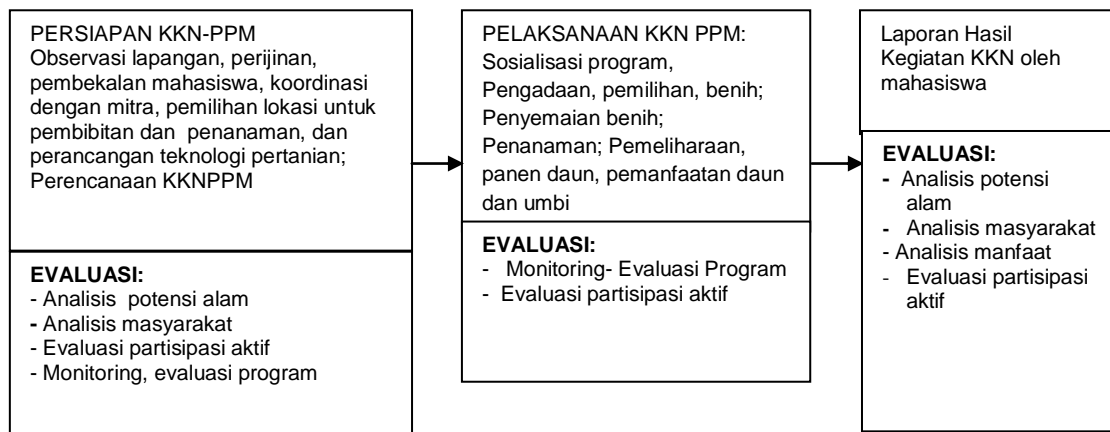 PERSIAPAN KKN-PPM
Observasi lapangan, perijinan,
pembekalan mahasiswa, koordinasi
dengan mitra, pemilihan lokasi untuk
pembibitan dan penanaman, dan
perancangan teknologi pertanian;
Perencanaan KKNPPM
EVALUASI:
- Analisis potensi alam
- Analisis masyarakat
- Evaluasi partisipasi aktif
- Monitoring, evaluasi program
PELAKSANAAN KKN PPM:
Sosialisasi program,
Pengadaan, pemilihan, benih;
Penyemaian benih;
Penanaman; Pemeliharaan,
panen daun, pemanfaatan daun
dan umbi
EVALUASI:
- Monitoring- Evaluasi Program
- Evaluasi partisipasi aktif
Laporan Hasil
Kegiatan KKN oleh
mahasiswa
EVALUASI:
- Analisis potensi
alam
- Analisis masyarakat
- Analisis manfaat
- Evaluasi partisipasi
aktif